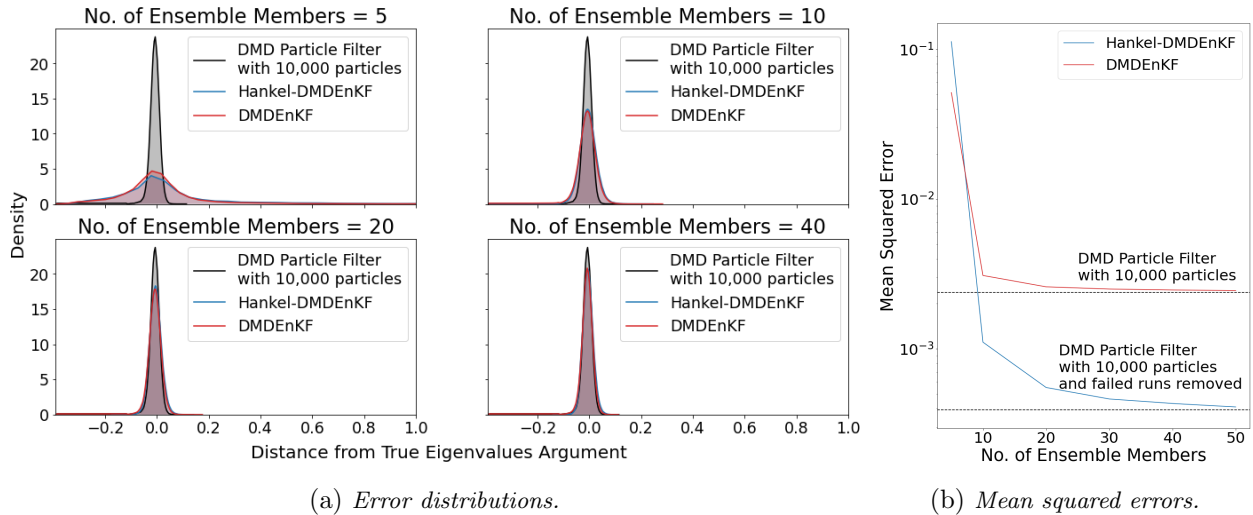 No. of Ensemble Members = 5
DMD Particle Filter
with 10,000 particles
Hankel-DMDEnKF
DMDEnKF
20
15
10
5
0
No. of Ensemble Members = 10
DMD Particle Filter
with 10,000 particles
Hankel-DMDEnKF
DMDEnKF
Density
No. of Ensemble Members = 20
DMD Particle Filter
with 10,000 particles
Hankel-DMDEnKF
DMDEnKF
20
15
10
5
0
−0.2 0.0 0.2 0.4 0.6 0.8 1.0
No. of Ensemble Members = 40
DMD Particle Filter
with 10,000 particles
Hankel-DMDEnKF
DMDEnKF
−0.2 0.0 0.2 0.4 0.6 0.8 1.0
Distance from True Eigenvalues Argument
(a) Error distributions.
Hankel-DMDEnKF
DMDEnKF
Mean Squared Error
10⁻¹
10⁻²
10⁻³
DMD Particle Filter
with 10,000 particles
DMD Particle Filter
with 10,000 particles
and failed runs removed
10 20 30 40 50
No. of Ensemble Members
(b) Mean squared errors.